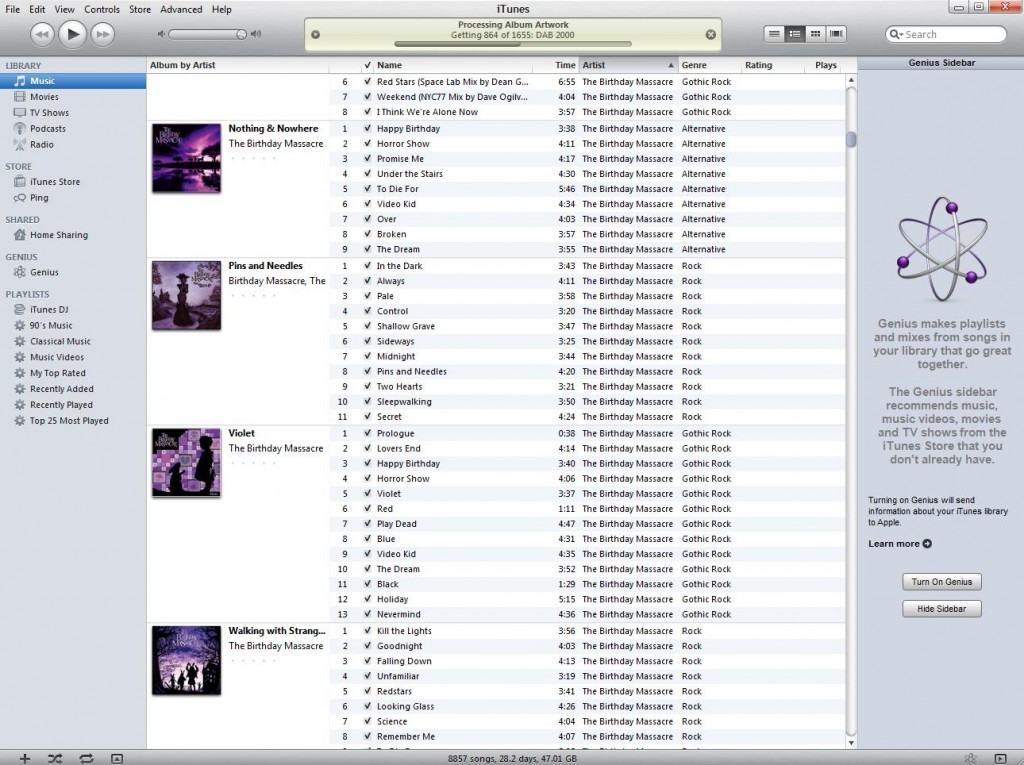 File Edit View Controls Store Advanced Help
iTunes
Processing Album Artwork
Getting 864 of 1655: DAB 2000
Search
LIBRARY
Music
Movies
TV Shows
Podcasts
Radio
STORE
iTunes Store
Ping
SHARED
Home Sharing
GENIUS
Genius
PLAYLISTS
iTunes DJ
90's Music
Classical Music
Music Videos
My Top Rated
Recently Added
Recently Played
Top 25 Most Played
Album by Artist Name Time Artist Genre Rating Plays
6 Red Stars (Space Lab Mix by Dean G... 6:55 The Birthday Massacre Gothic Rock
7 Weekend (NYC77 Mix by Dave Ogilv... 4:04 The Birthday Massacre Gothic Rock
8 I Think We're Alone Now 3:57 The Birthday Massacre Gothic Rock
Nothing & Nowhere
The Birthday Massacre
1 Happy Birthday 3:38 The Birthday Massacre Alternative
2 Horror Show 4:11 The Birthday Massacre Alternative
3 Promise Me 4:17 The Birthday Massacre Alternative
4 Under the Stairs 4:30 The Birthday Massacre Alternative
5 To Die For 5:46 The Birthday Massacre Alternative
6 Video Kid 4:34 The Birthday Massacre Alternative
7 Over 4:03 The Birthday Massacre Alternative
8 Broken 3:57 The Birthday Massacre Alternative
9 The Dream 3:55 The Birthday Massacre Alternative
Pins and Needles
Birthday Massacre, The
1 In the Dark 3:43 The Birthday Massacre Rock
2 Always 4:11 The Birthday Massacre Rock
3 Pale 3:58 The Birthday Massacre Rock
4 Control 3:20 The Birthday Massacre Rock
5 Shallow Grave 3:47 The Birthday Massacre Rock
6 Sideways 3:25 The Birthday Massacre Rock
7 Midnight 3:44 The Birthday Massacre Rock
8 Pins and Needles 4:20 The Birthday Massacre Rock
9 Two Hearts 3:21 The Birthday Massacre Rock
10 Sleepwalking 3:50 The Birthday Massacre Rock
11 Secret 4:24 The Birthday Massacre Rock
Violet
The Birthday Massacre
1 Prologue 0:38 The Birthday Massacre Gothic Rock
2 Lovers End 4:14 The Birthday Massacre Gothic Rock
3 Happy Birthday 3:40 The Birthday Massacre Gothic Rock
4 Horror Show 4:06 The Birthday Massacre Gothic Rock
5 Violet 3:37 The Birthday Massacre Gothic Rock
6 Red 1:11 The Birthday Massacre Gothic Rock
7 Play Dead 4:47 The Birthday Massacre Gothic Rock
8 Blue 4:31 The Birthday Massacre Gothic Rock
9 Video Kid 4:35 The Birthday Massacre Gothic Rock
10 The Dream 3:52 The Birthday Massacre Gothic Rock
11 Black 1:29 The Birthday Massacre Gothic Rock
12 Holiday 5:15 The Birthday Massacre Gothic Rock
13 Nevermind 4:36 The Birthday Massacre Gothic Rock
Walking with Strang...
The Birthday Massacre
1 Kill the Lights 3:56 The Birthday Massacre Rock
2 Goodnight 4:03 The Birthday Massacre Rock
3 Falling Down 4:13 The Birthday Massacre Rock
4 Unfamiliar 3:19 The Birthday Massacre Rock
5 Redstars 3:41 The Birthday Massacre Rock
6 Looking Glass 4:26 The Birthday Massacre Rock
7 Science 4:04 The Birthday Massacre Rock
8 Remember Me 4:07 The Birthday Massacre Rock
Genius Sidebar
Genius makes playlists
and mixes from songs in
your library that go great
together.
The Genius sidebar
recommends music,
music videos, movies
and TV shows from the
iTunes Store that you
don't already have.
Turning on Genius will send
information about your iTunes library
to Apple.
Learn more
Turn On Genius
Hide Sidebar
8857 songs, 28.2 days, 47.01 GB